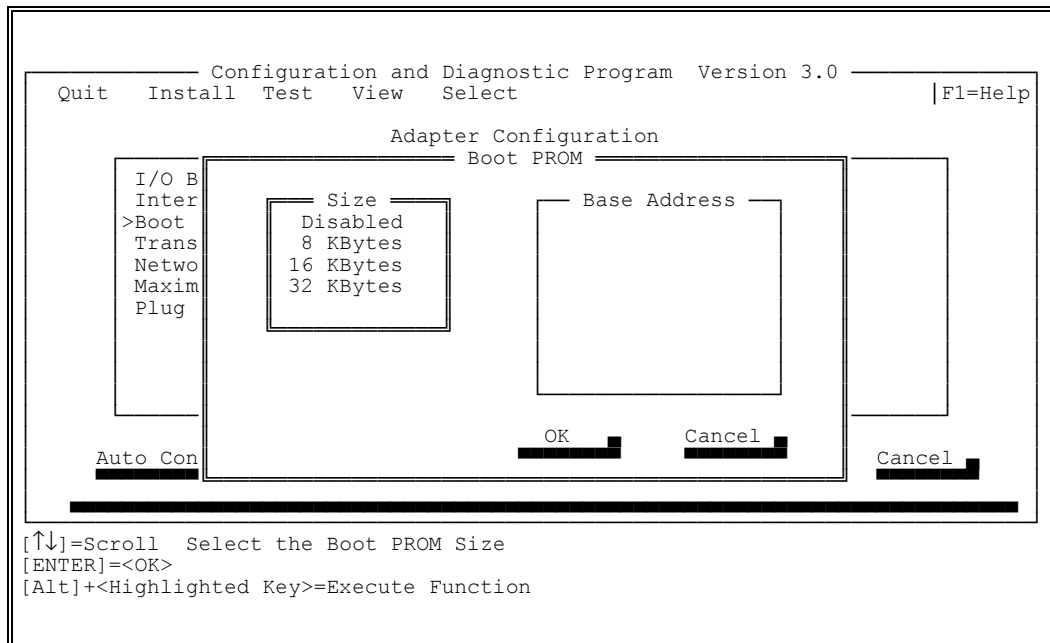 Configuration and Diagnostic Program Version 3.0
Quit Install Test View Select |F1=Help
Adapter Configuration
Boot PROM
I/O B
Inter Size Base Address
>Boot Disabled
Trans 8 KBytes
Netwo 16 KBytes
Maxim 32 KBytes
Plug
OK Cancel
Auto Con Cancel
[↑↓]=Scroll Select the Boot PROM Size
[ENTER]=<OK>
[Alt]+<Highlighted Key>=Execute Function